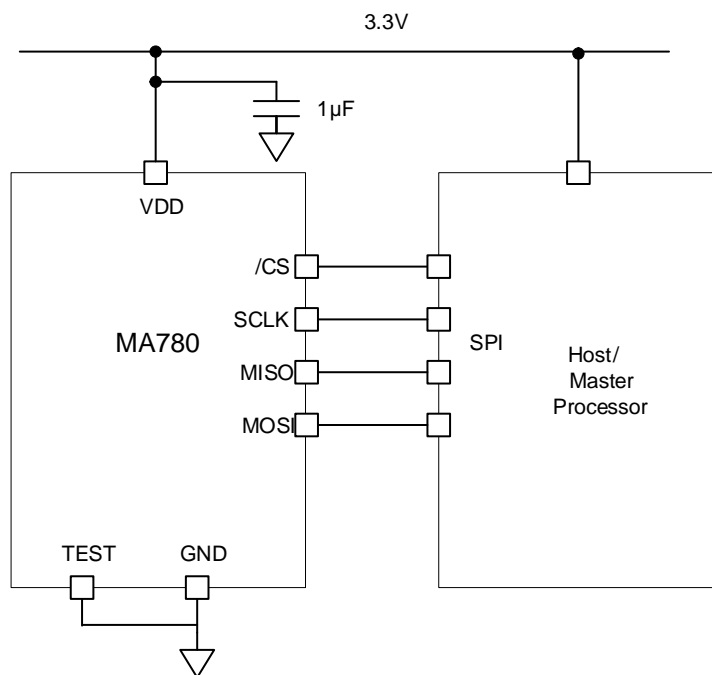 3.3V
1µF
VDD
/CS
SCLK
MISO
MOSI
MA780
SPI
Host/
Master
Processor
TEST
GND